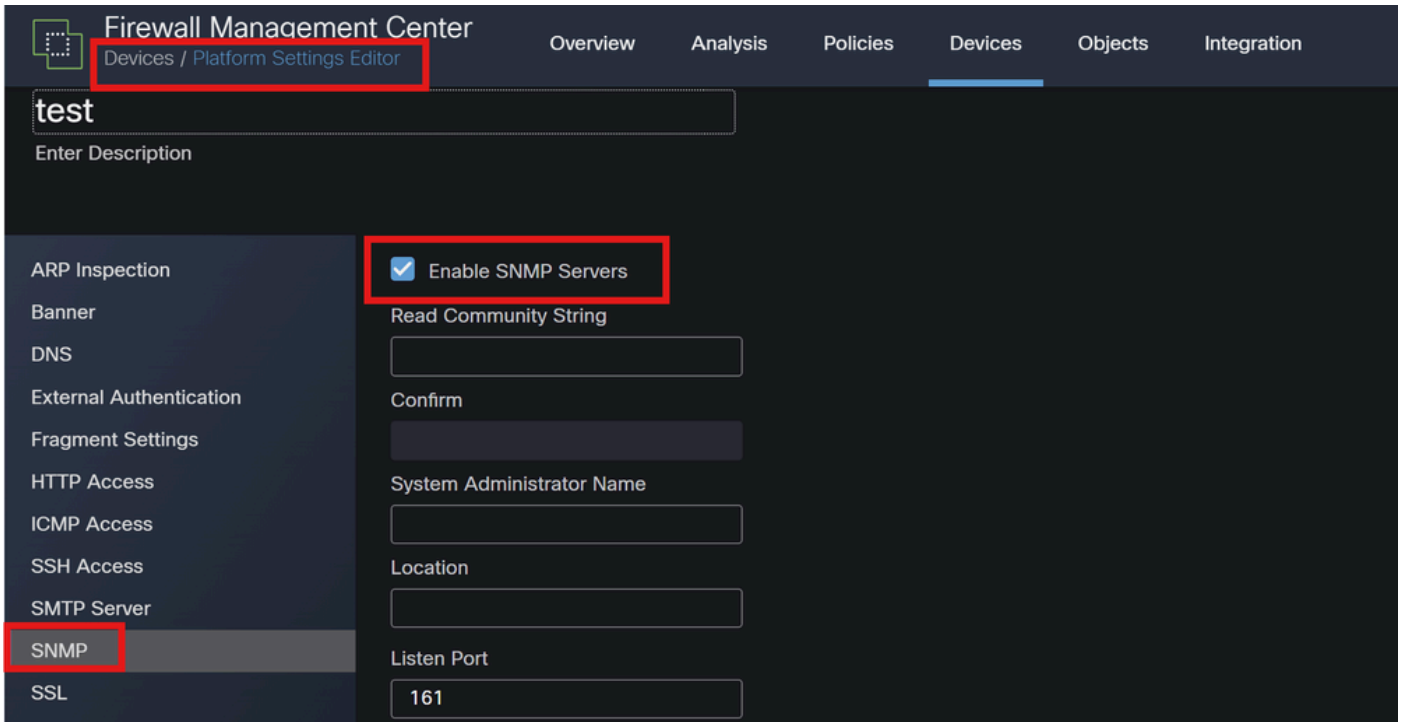 Firewall Management Center
Devices / Platform Settings Editor
Overview
Analysis
Policies
Devices
Objects
Integration
test
Enter Description
ARP Inspection
Banner
DNS
External Authentication
Fragment Settings
HTTP Access
ICMP Access
SSH Access
SMTP Server
SNMP
SSL
Enable SNMP Servers
Read Community String
Confirm
System Administrator Name
Location
Listen Port
161